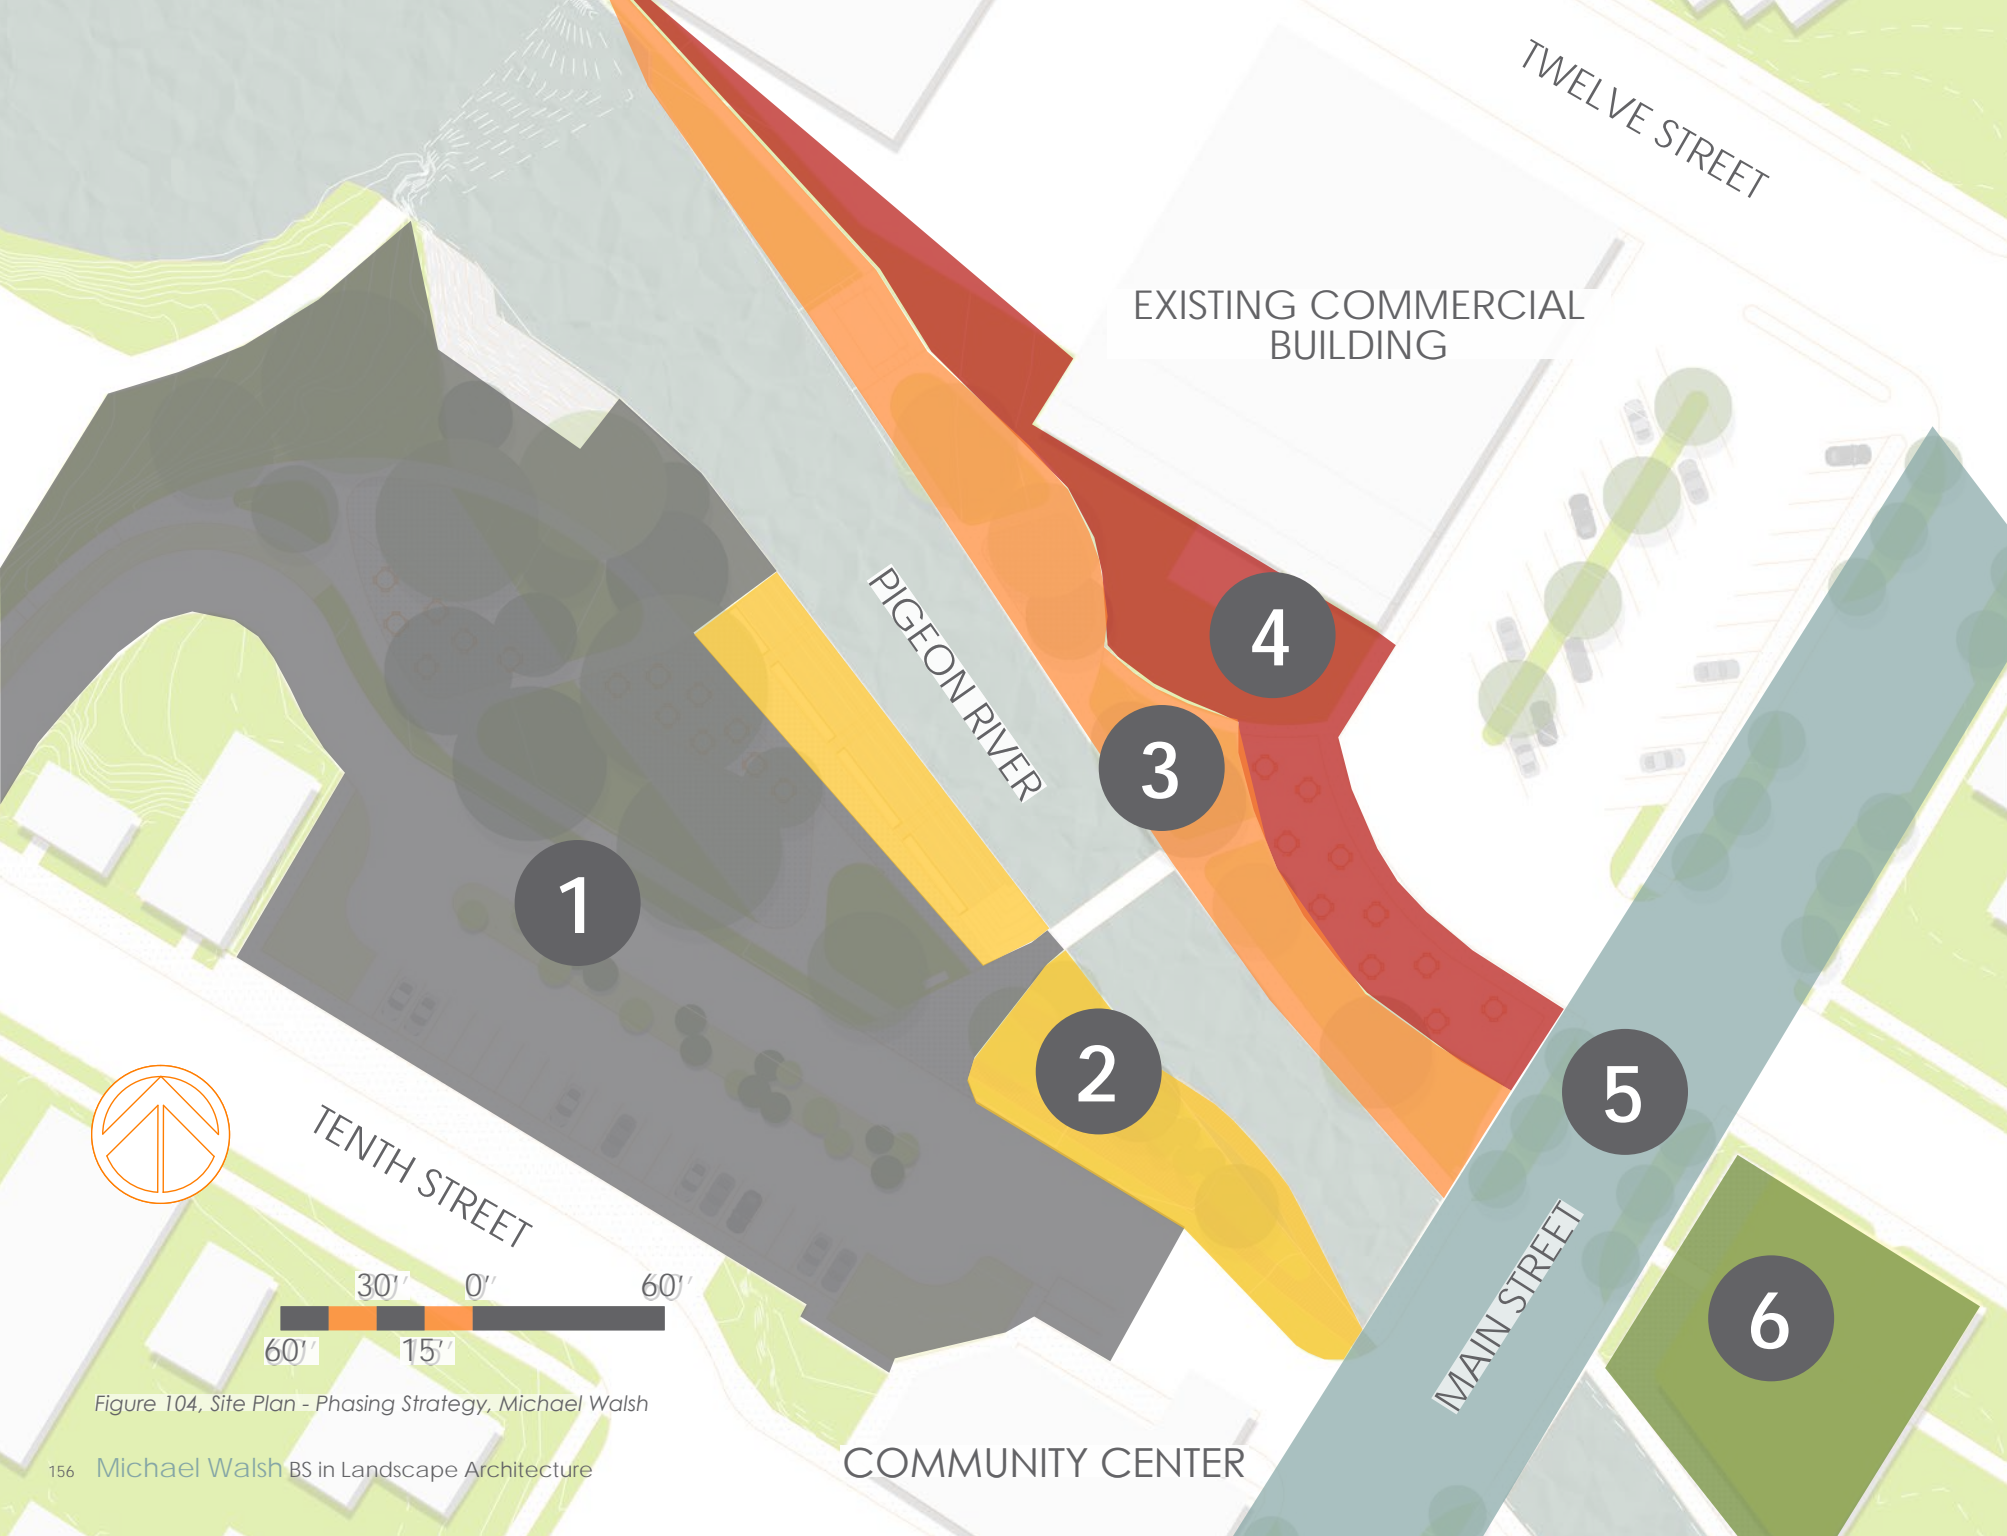 TWELVE STREET
EXISTING COMMERCIAL
BUILDING
PIGEON RIVER
4
3
1
2
5
6
TENTH STREET
MAIN STREET
30'' 0'' 60''
60'' 15''
Figure 104, Site Plan - Phasing Strategy, Michael Walsh
COMMUNITY CENTER
156 Michael Walsh BS in Landscape Architecture